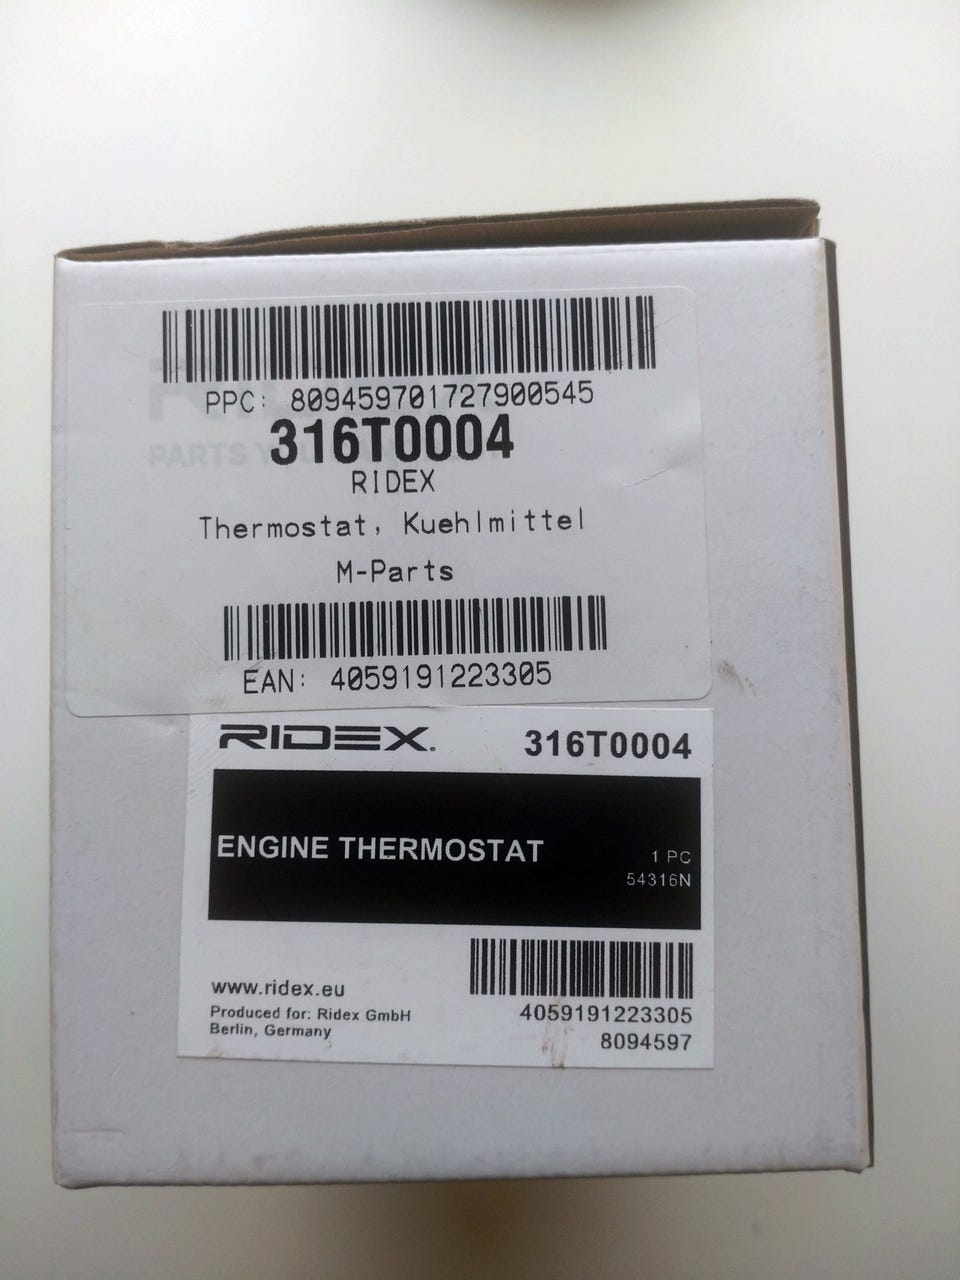 PPC: 809459701727900545
316T0004
RIDEX
Thermostat, Kuehlmittel
M-Parts
EAN: 4059191223305
RIDEX.
316T0004
ENGINE THERMOSTAT
1 PC
54316N
www.ridex.eu
Produced for: Ridex GmbH
Berlin, Germany
4059191223305
8094597